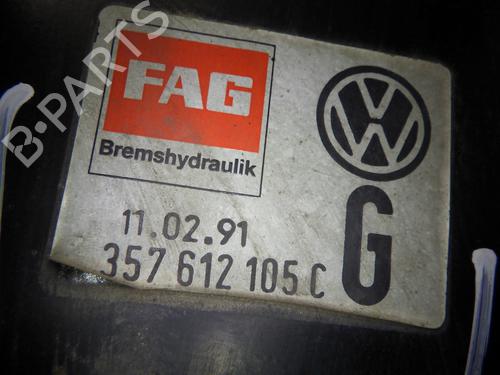 FAG
Bremshydraulik
VW
G
11.02.91
357 612 105 C
B-PARTS